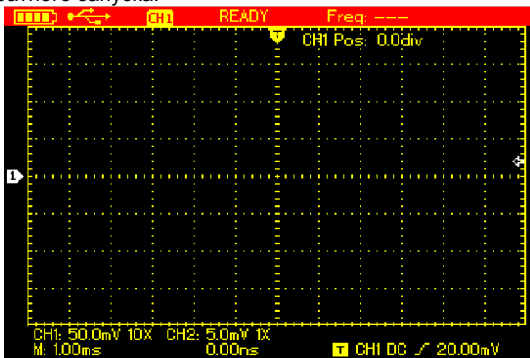 CH1 READY Freq: ---
T
CH1 Pos: 0.0div
1
CH1: 50.0mV 10X CH2: 5.0mV 1X
M: 1.00ms 0.00ns T CH1 DC 20.00mV